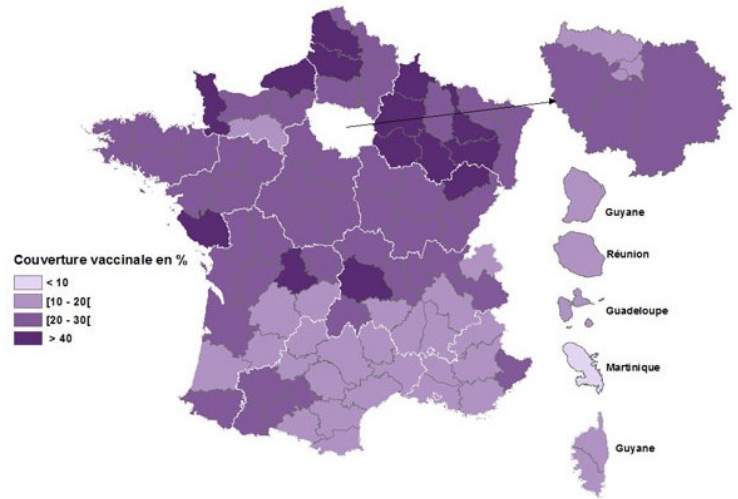 Couverture vaccinale en %
< 10
[10 - 20[
[20 - 30[
> 40
Guyane
Réunion
Guadeloupe
Martinique
Guyane